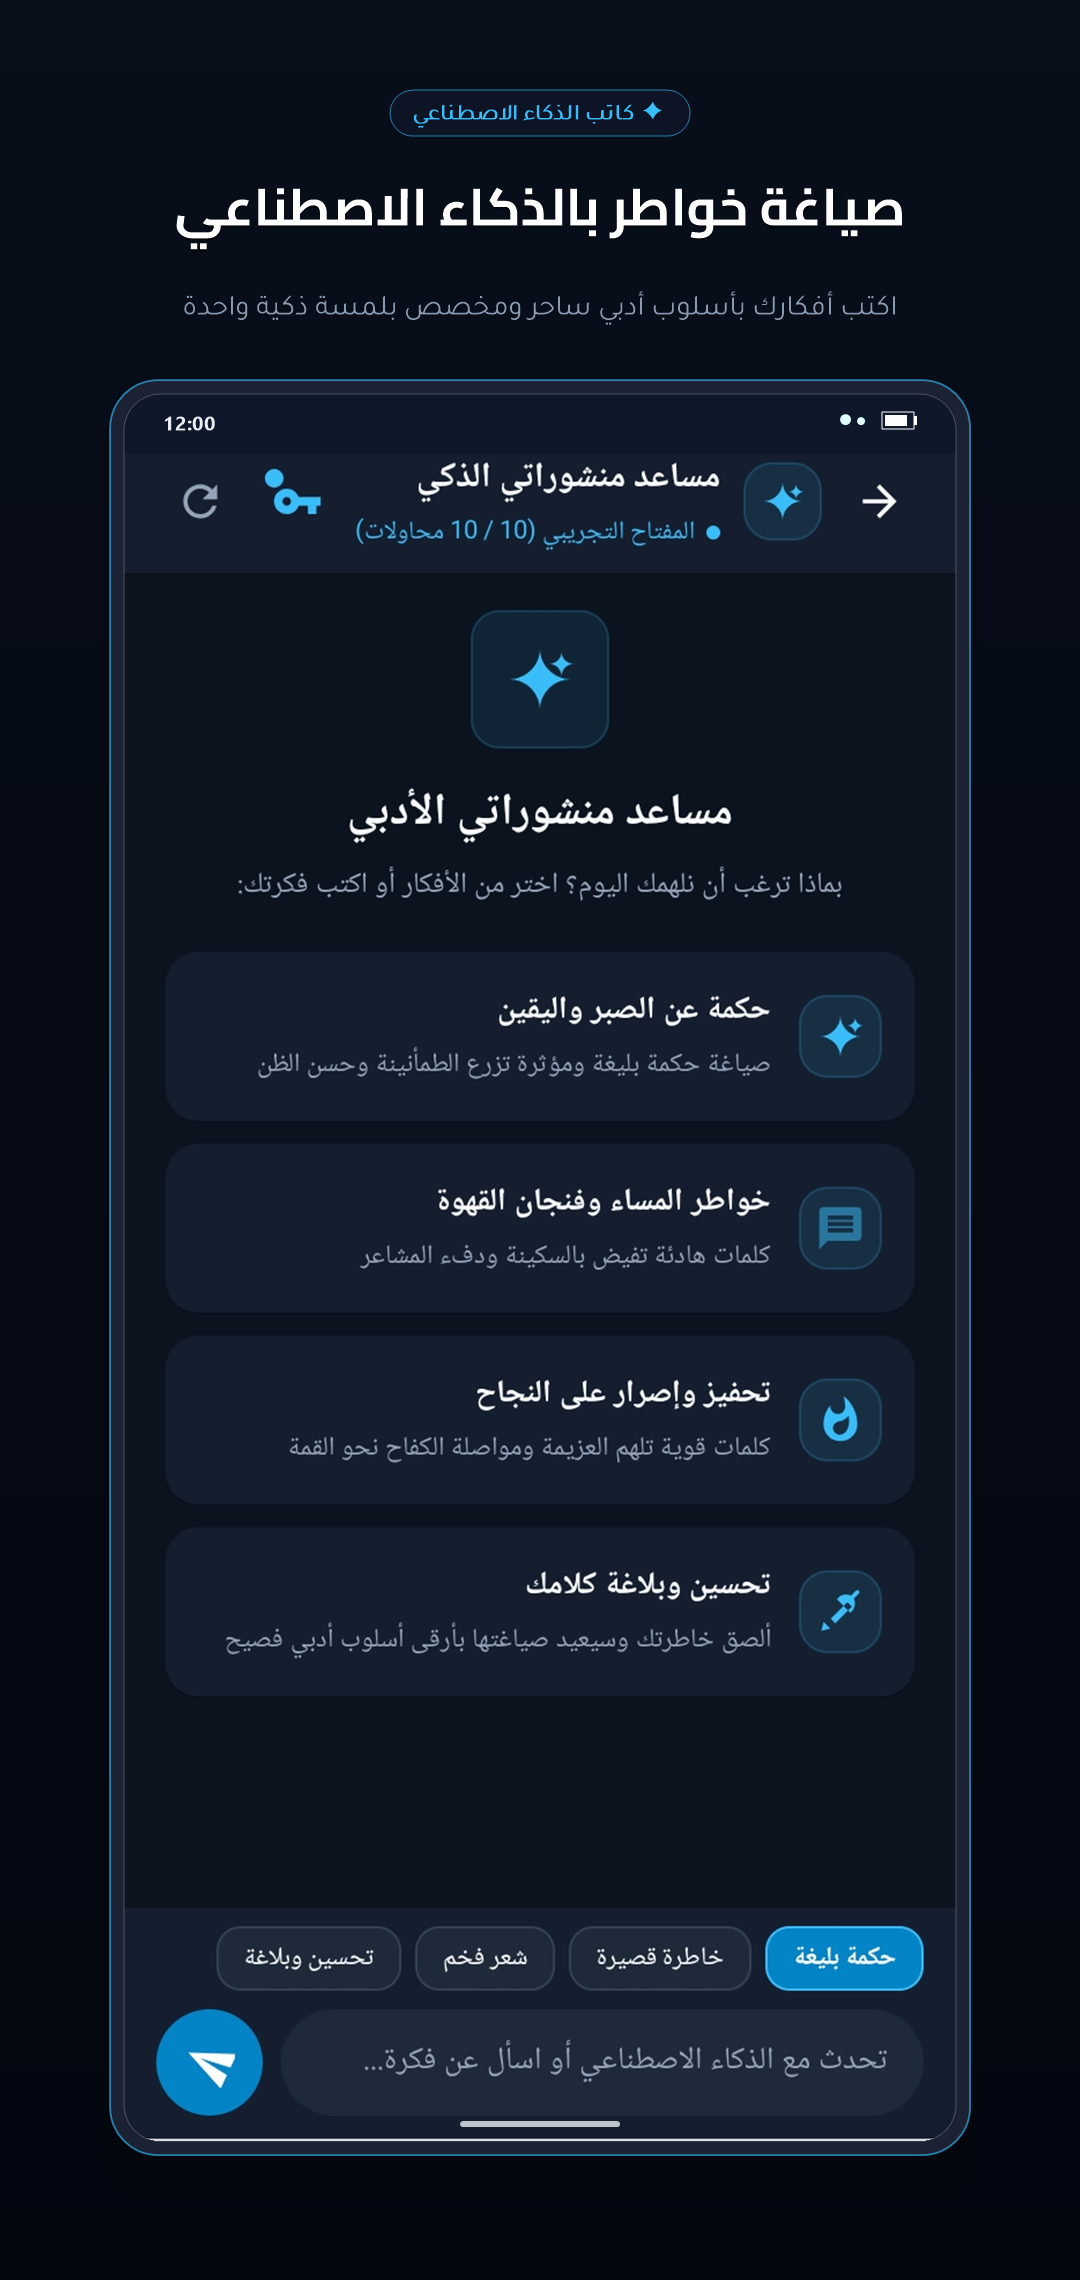 ✦ كاتب الذكاء الاصطناعي
صياغة خواطر بالذكاء الاصطناعي
اكتب أفكارك بأسلوب أدبي ساحر ومخصص بلمسة ذكية واحدة
12:00
مساعد منشوراتي الذكي
● المفتاح التجريبي (10 / 10 محاولات)
مساعد منشوراتي الأدبي
بماذا ترغب أن نلهمك اليوم؟ اختر من الأفكار أو اكتب فكرتك:
حكمة عن الصبر واليقين
صياغة حكمة بليغة ومؤثرة تزرع الطمأنينة وحسن الظن
خواطر المساء وفنجان القهوة
كلمات هادئة تفيض بالسكينة ودفء المشاعر
تحفيز وإصرار على النجاح
كلمات قوية تلهم العزيمة ومواصلة الكفاح نحو القمة
تحسين وبلاغة كلامك
ألصق خاطرتك وسيعيد صياغتها بأرقى أسلوب أدبي فصيح
حكمة بليغة
خاطرة قصيرة
شعر فخم
تحسين وبلاغة
تحدث مع الذكاء الاصطناعي أو اسأل عن فكرة...